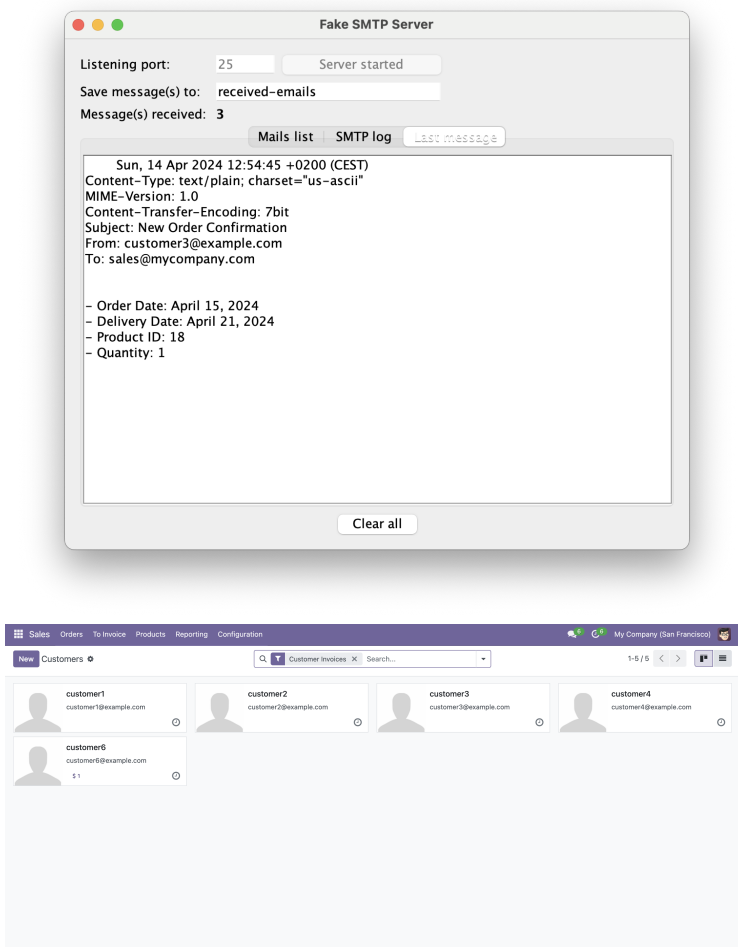 Fake SMTP Server
Listening port: 25 Server started
Save message(s) to: received-emails
Message(s) received: 3
Mails list SMTP log Last message
Sun, 14 Apr 2024 12:54:45 +0200 (CEST)
Content-Type: text/plain; charset="us-ascii"
MIME-Version: 1.0
Content-Transfer-Encoding: 7bit
Subject: New Order Confirmation
From: customer3@example.com
To: sales@mycompany.com
- Order Date: April 15, 2024
- Delivery Date: April 21, 2024
- Product ID: 18
- Quantity: 1
Clear all
Sales Orders To Invoice Products Reporting Configuration 6 6 My Company (San Francisco)
New Customers Customer Invoices × Search... 1-5 / 5
customer1 customer2 customer3 customer4
customer1@example.com customer2@example.com customer3@example.com customer4@example.com
customer6
customer6@example.com
$ 1